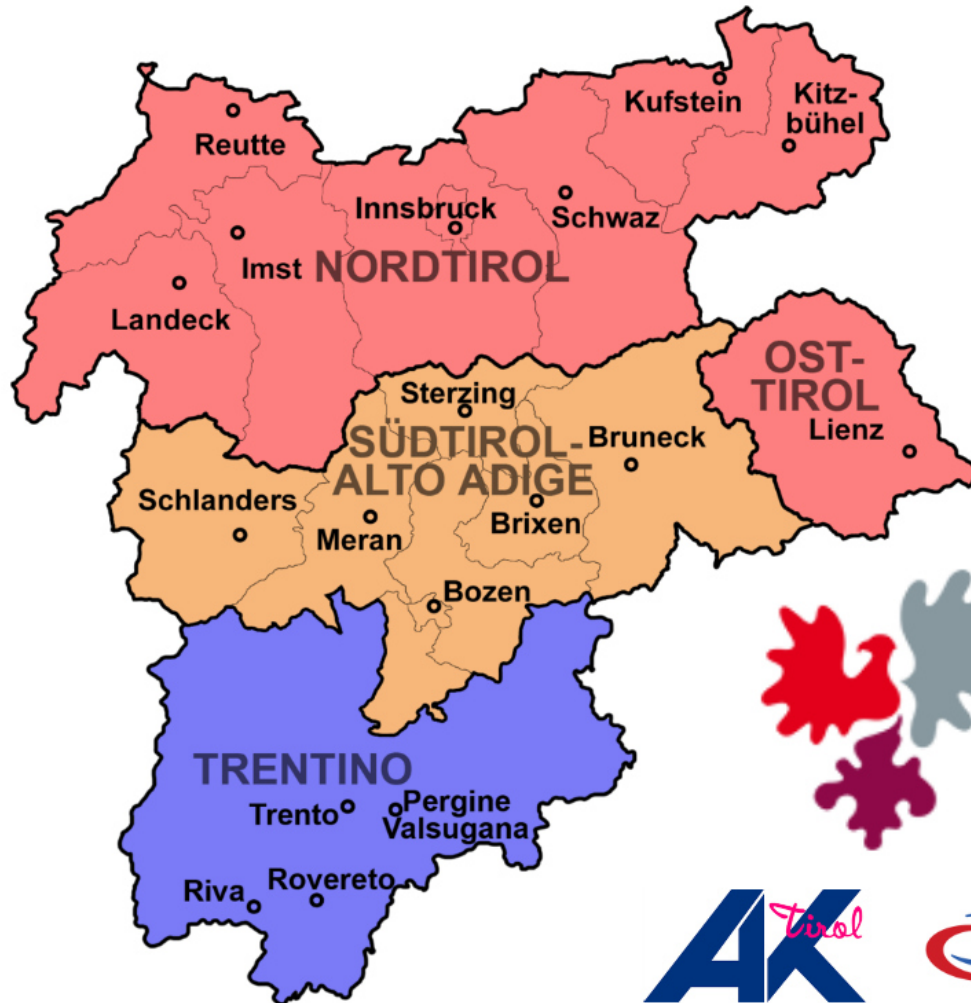 Kufstein
Kitz-
bühel
Reutte
Innsbruck
Schwaz
Imst
NORDTIROL
Landeck
OST-
TIROL
Lienz
Sterzing
SÜDTIROL-
ALTO ADIGE
Bruneck
Schlanders
Meran
Brixen
Bozen
TRENTINO
Trento
Pergine
Valsugana
Riva
Rovereto
AK
tirol